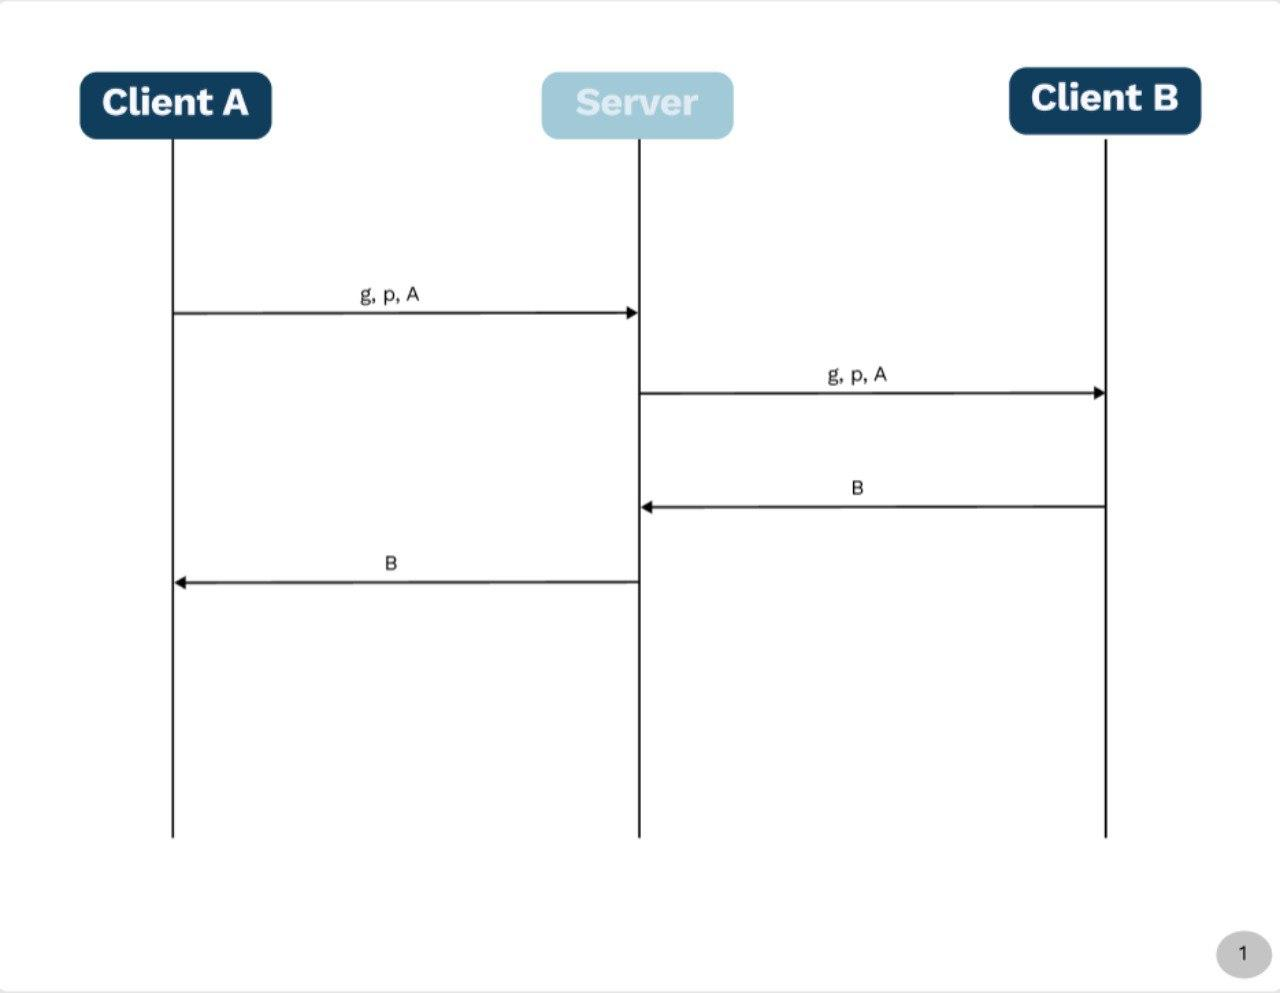 Client A
Server
Client B
g, p, A
g, p, A
B
B
1